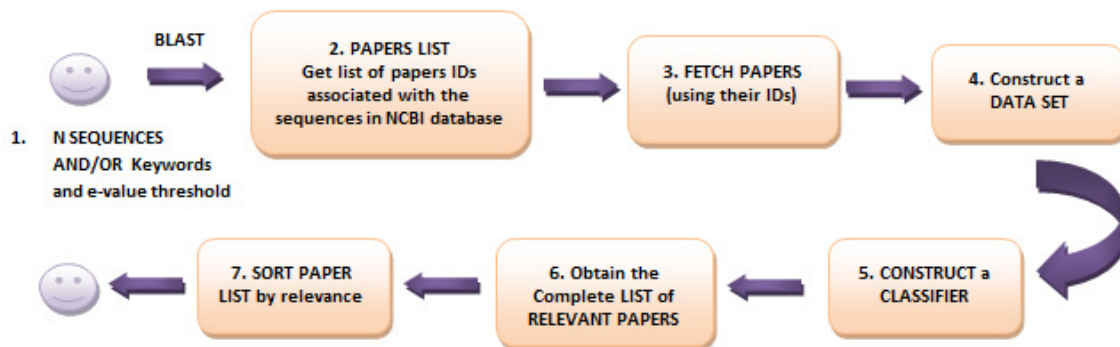 BLAST
1. N SEQUENCES
AND/OR Keywords
and e-value threshold
2. PAPERS LIST
Get list of papers IDs
associated with the
sequences in NCBI database
3. FETCH PAPERS
(using their IDs)
4. Construct a
DATA SET
5. CONSTRUCT a
CLASSIFIER
6. Obtain the
Complete LIST of
RELEVANT PAPERS
7. SORT PAPER
LIST by relevance